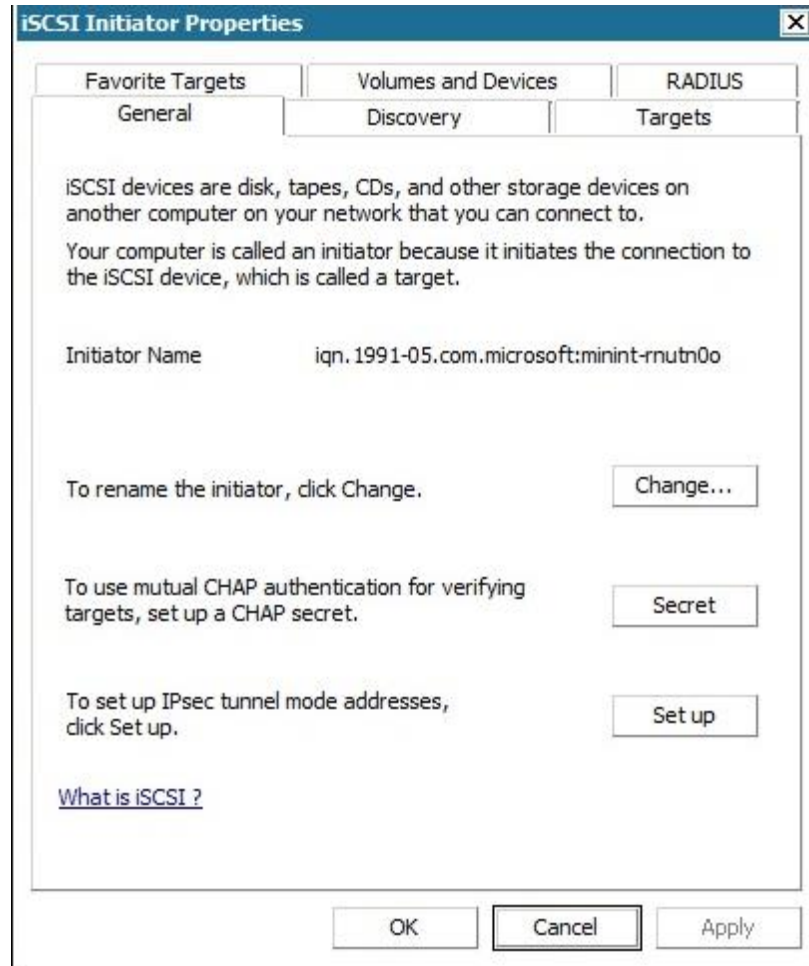 iSCSI Initiator Properties
Favorite Targets
Volumes and Devices
RADIUS
General
Discovery
Targets
iSCSI devices are disk, tapes, CDs, and other storage devices on
another computer on your network that you can connect to.
Your computer is called an initiator because it initiates the connection to
the iSCSI device, which is called a target.
Initiator Name iqn.1991-05.com.microsoft:minint-rnutn0o
To rename the initiator, click Change.
Change...
To use mutual CHAP authentication for verifying
targets, set up a CHAP secret.
Secret
To set up IPsec tunnel mode addresses,
click Set up.
Set up
What is iSCSI ?
OK
Cancel
Apply